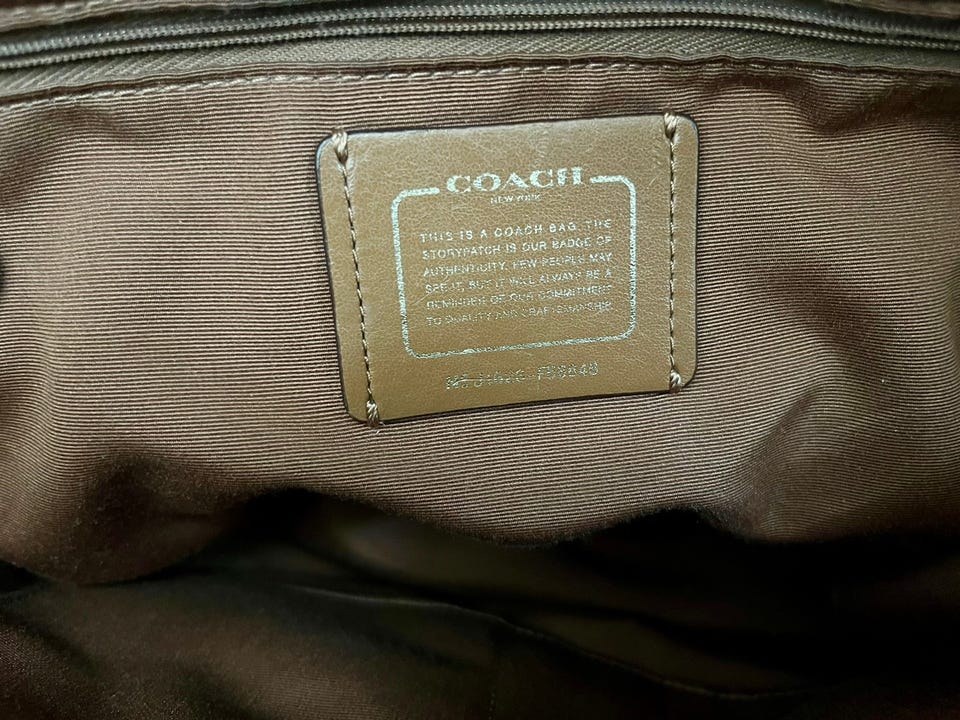 COACH
NEW YORK
THIS IS A COACH BAG. THE
STORYPATCH IS OUR BADGE OF
AUTHENTICITY. FEW PEOPLE MAY
SEE IT, BUT IT WILL ALWAYS BE A
REMINDER OF OUR COMMITMENT
TO QUALITY AND CRAFTSMANSHIP.